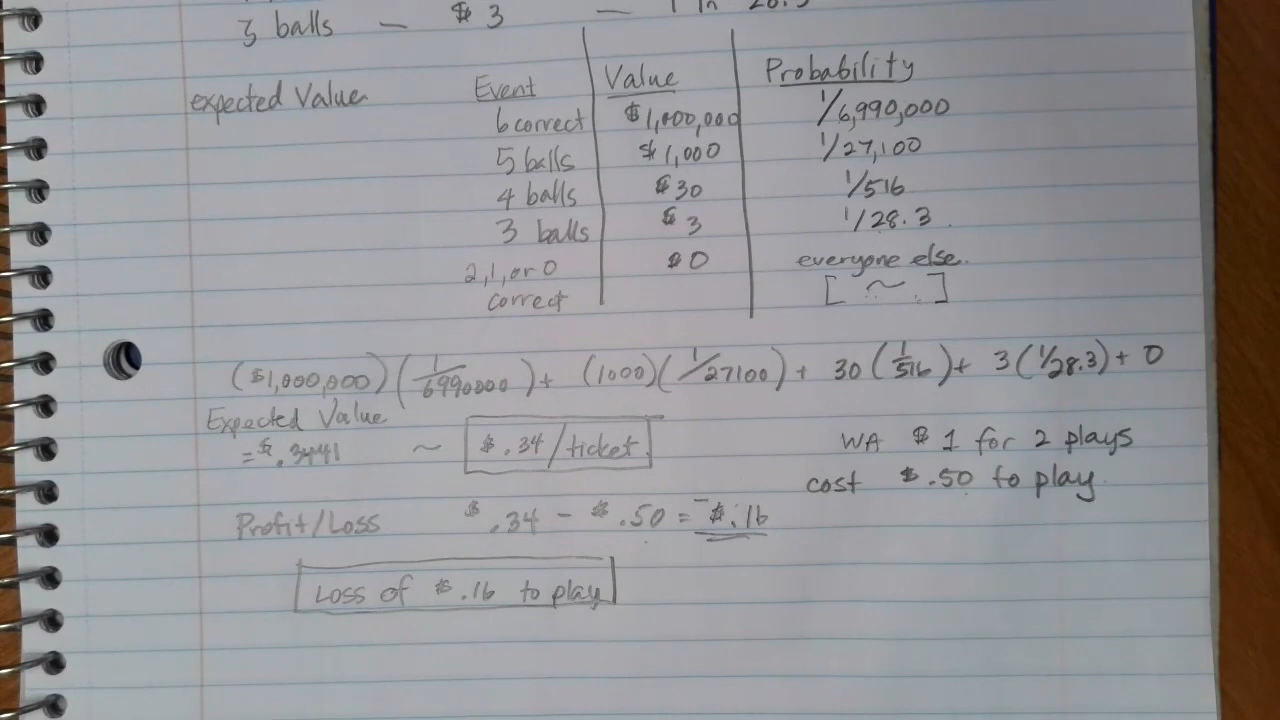 3 balls — $3 — 1 in 28.3
expected Value Event Value Probability
6 correct $1,000,000 1/6,990,000
5 balls $1,000 1/27,100
4 balls $30 1/516
3 balls $3 1/28.3
2,1, or 0 $0 everyone else.
correct [ ~ ]
($1,000,000)(1/6990000) + (1000)(1/27100) + 30(1/516) + 3(1/28.3) + 0
Expected Value
= $.3441 ~ $.34/ticket. WA $1 for 2 plays
cost $.50 to play.
Profit/Loss $.34 - $.50 = -$.16
Loss of $.16 to play